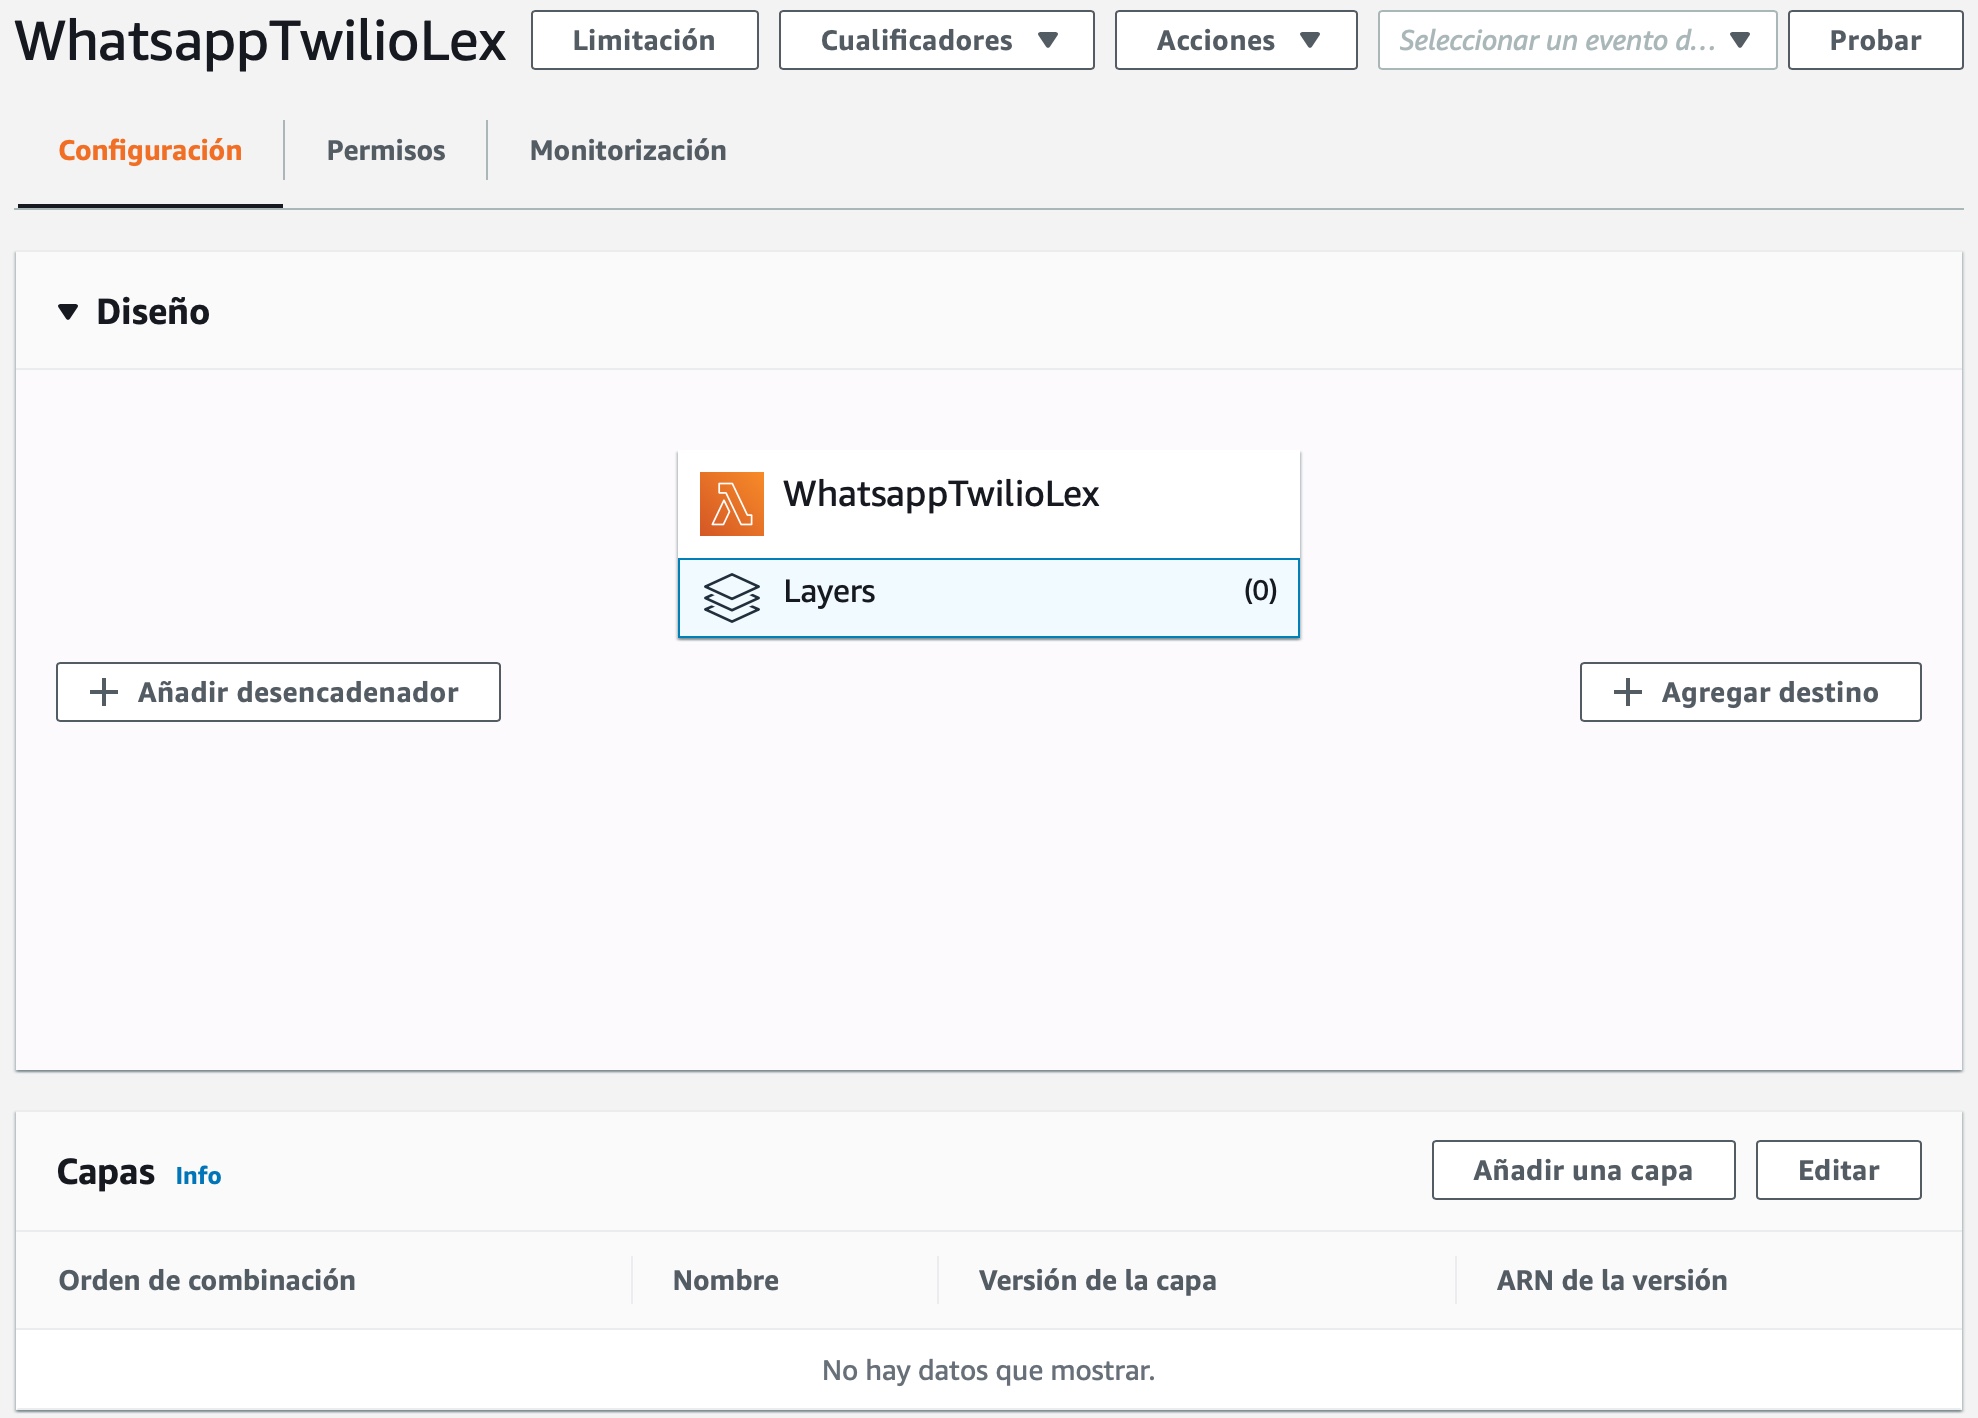 WhatsappTwilioLex
Limitación
Cualificadores
Acciones
Seleccionar un evento d...
Probar
Configuración
Permisos
Monitorización
Diseño
WhatsappTwilioLex
Layers (0)
Añadir desencadenador
Agregar destino
Capas Info
Añadir una capa
Editar
Orden de combinación
Nombre
Versión de la capa
ARN de la versión
No hay datos que mostrar.